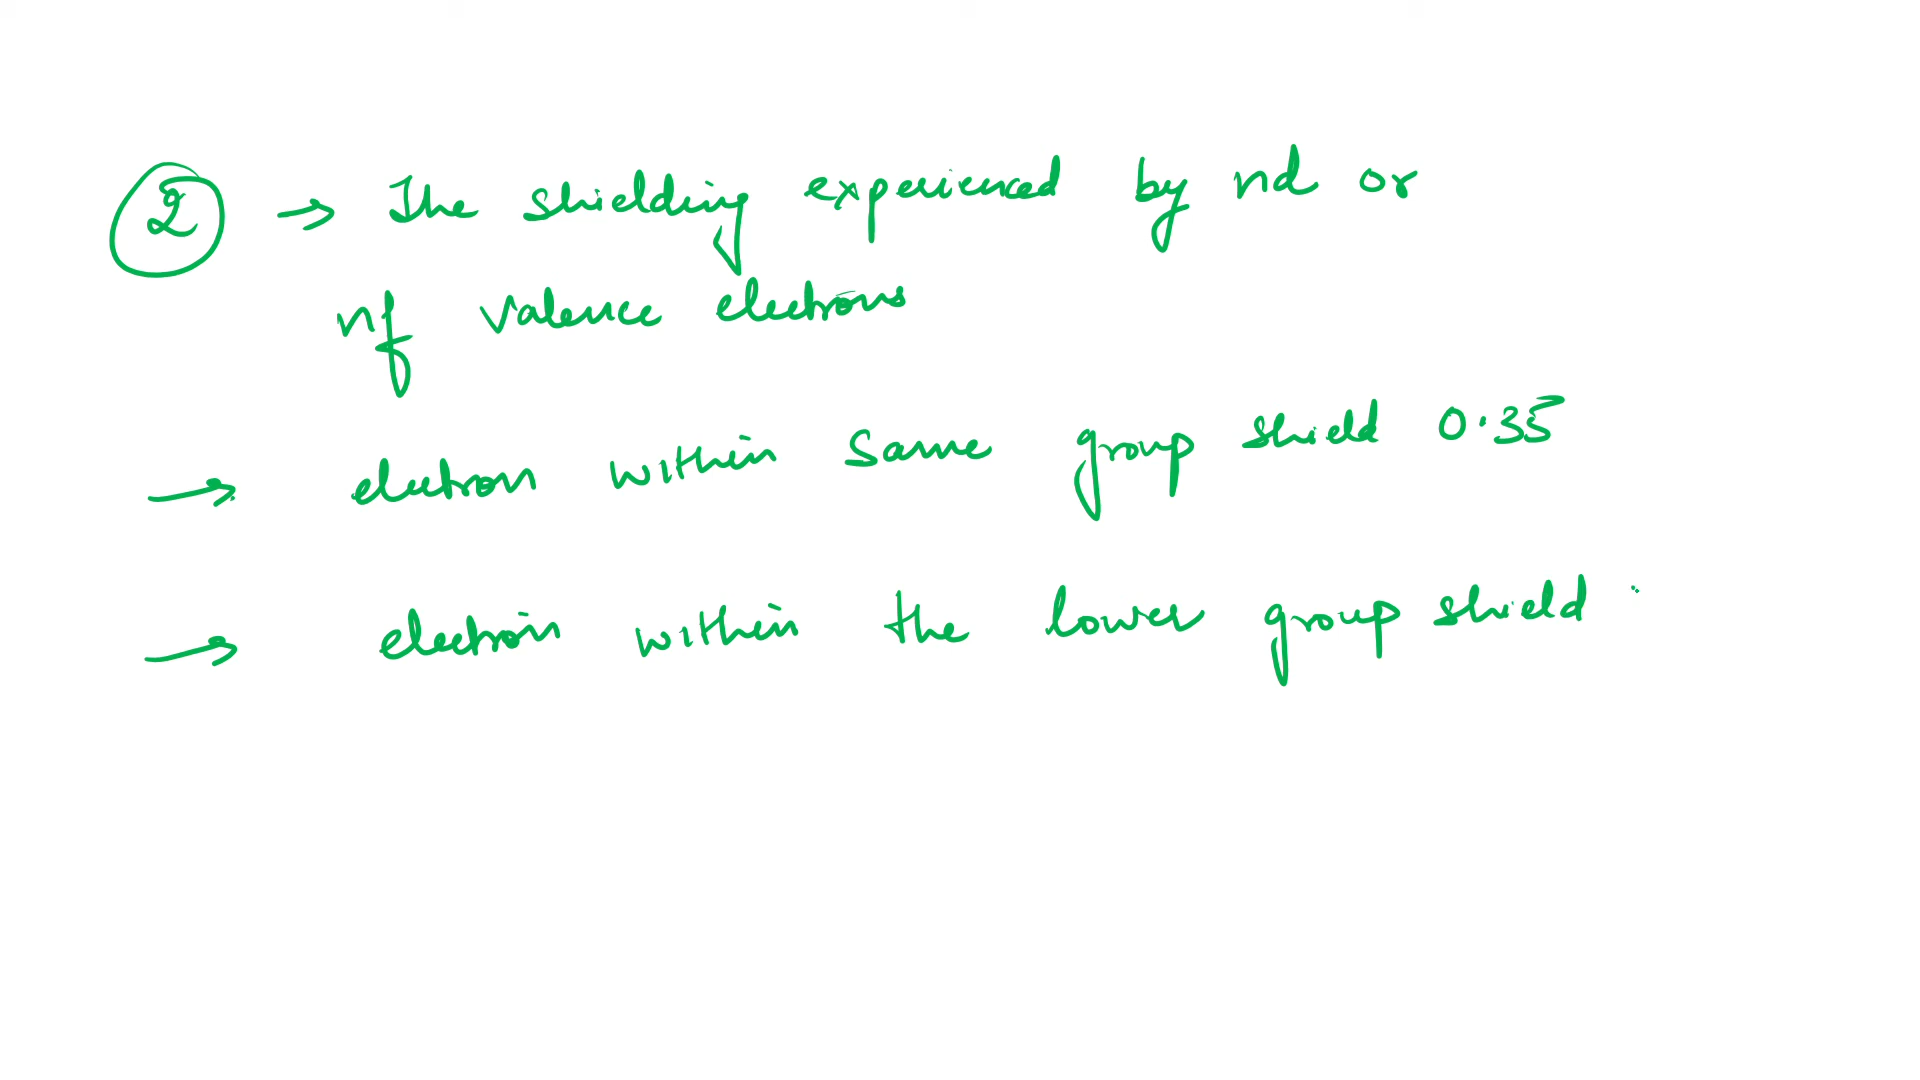 ② → The shielding experienced by nd or
nf valence electrons
→ electron within same group shield 0.35
→ electron within the lower group shield